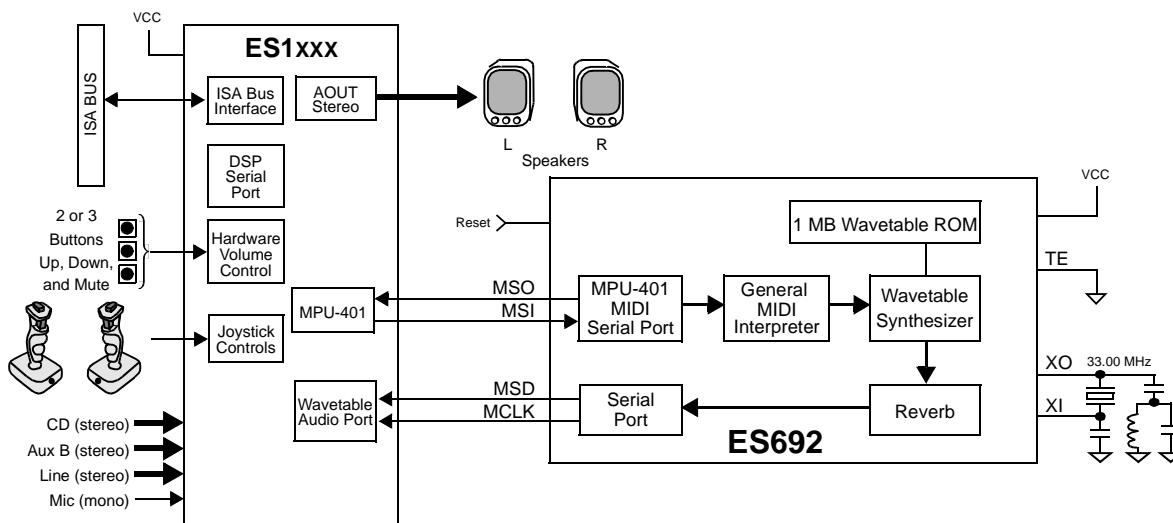 VCC
ES1xxx
ISA BUS
ISA Bus
Interface
AOUT
Stereo
L
R
Speakers
DSP
Serial
Port
2 or 3
Buttons
Up, Down,
and Mute
Hardware
Volume
Control
MPU-401
Joystick
Controls
Wavetable
Audio Port
CD (stereo)
Aux B (stereo)
Line (stereo)
Mic (mono)
Reset
MSO
MSI
MSD
MCLK
1 MB Wavetable ROM
MPU-401
MIDI
Serial Port
General
MIDI
Interpreter
Wavetable
Synthesizer
Serial
Port
Reverb
ES692
VCC
TE
XO
33.00 MHz
XI